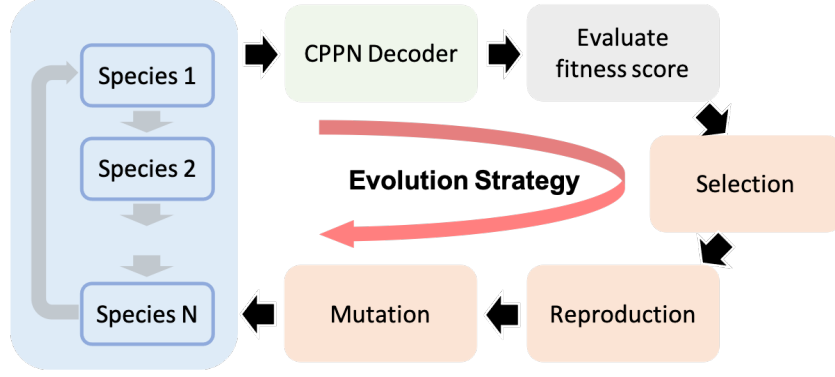 Species 1
Species 2
Species N
CPPN Decoder
Evaluate
fitness score
Selection
Reproduction
Mutation
Evolution Strategy